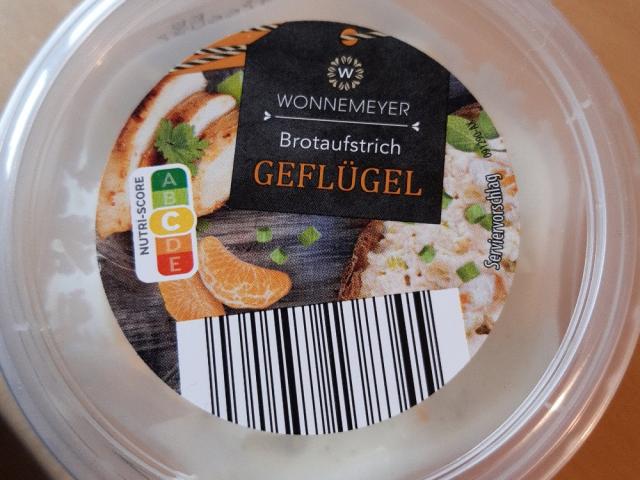 W
WONNEMEYER
Brotaufstrich
GEFLÜGEL
NUTRI-SCORE
A
B
C
D
E
Serviervorschlag